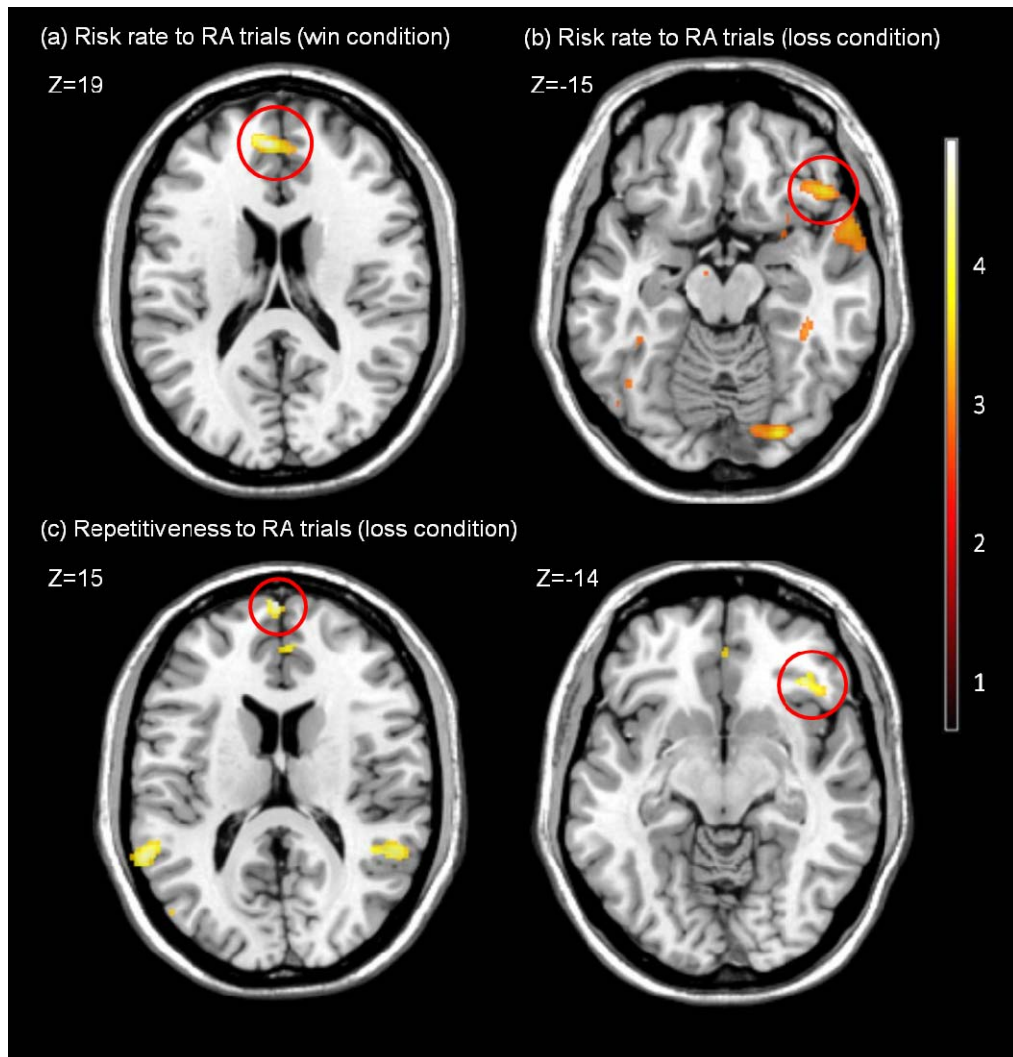 (a) Risk rate to RA trials (win condition)
Z=19
(b) Risk rate to RA trials (loss condition)
Z=-15
4
3
2
1
(c) Repetitiveness to RA trials (loss condition)
Z=15
Z=-14